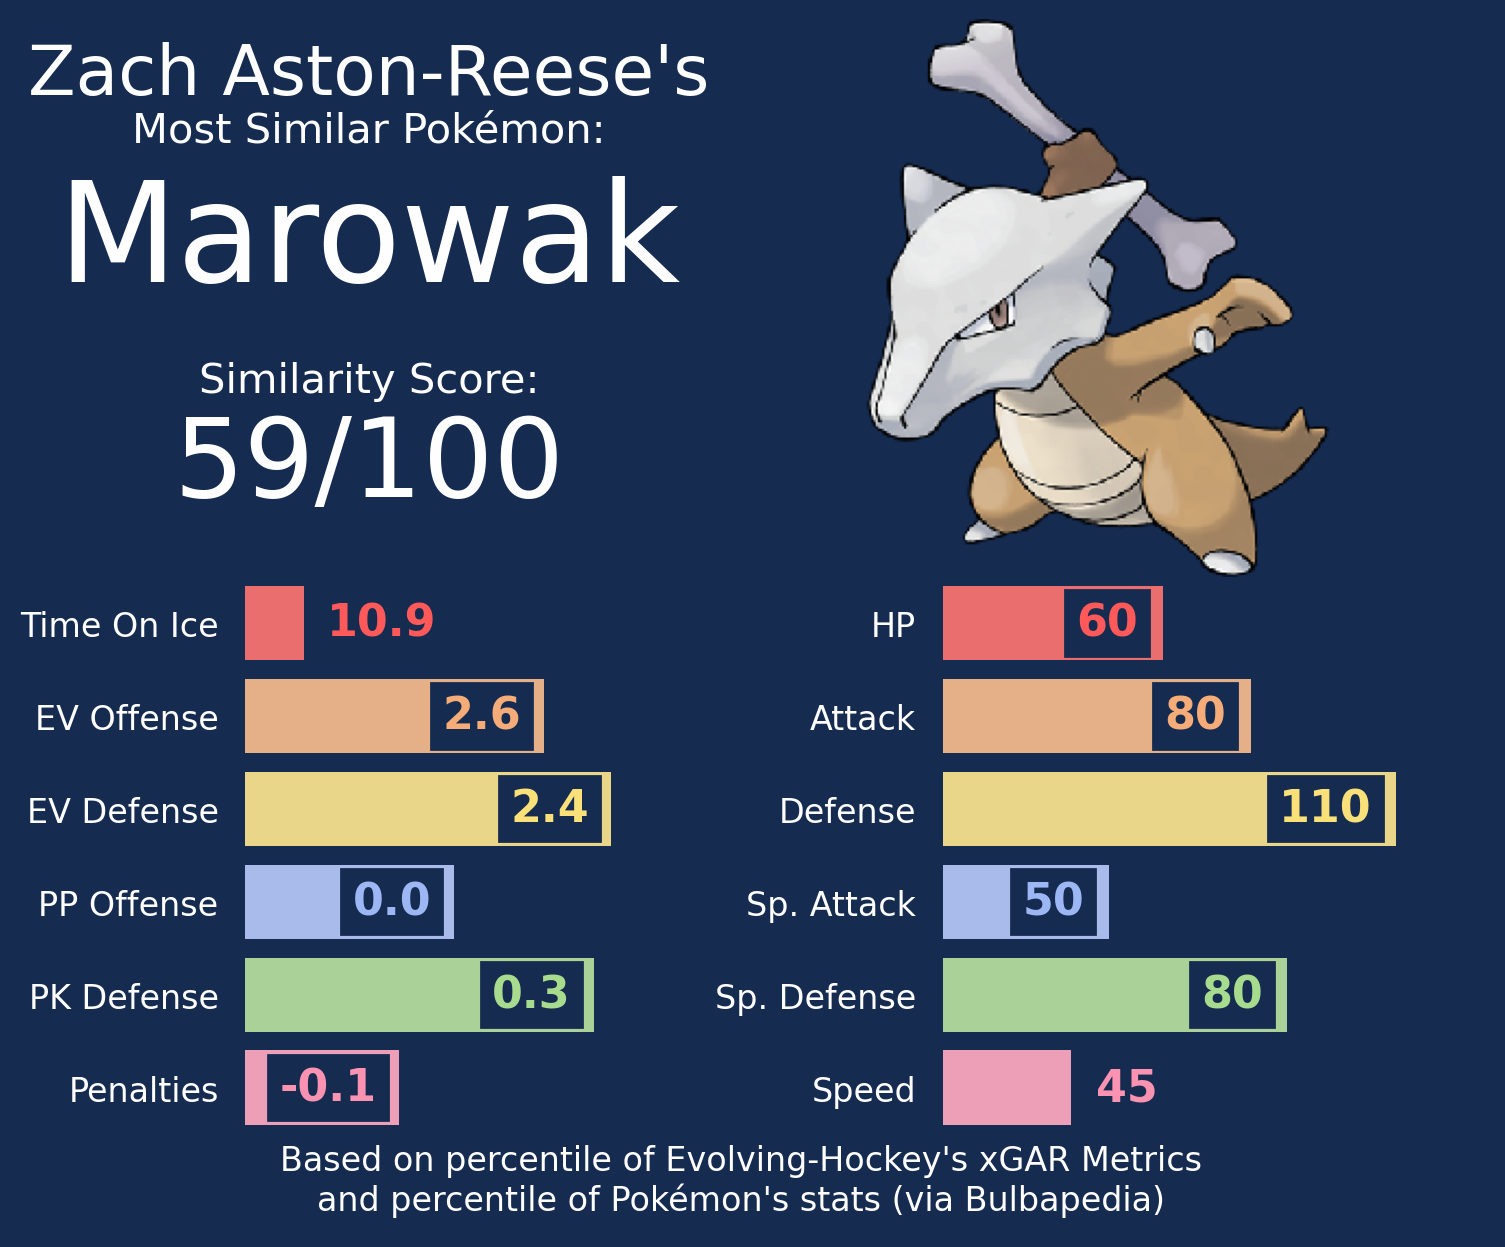 Zach Aston-Reese's
Most Similar Pokémon:
Marowak
Similarity Score:
59/100
Time On Ice 10.9
EV Offense 2.6
EV Defense 2.4
PP Offense 0.0
PK Defense 0.3
Penalties -0.1
HP 60
Attack 80
Defense 110
Sp. Attack 50
Sp. Defense 80
Speed 45
Based on percentile of Evolving-Hockey's xGAR Metrics
and percentile of Pokémon's stats (via Bulbapedia)